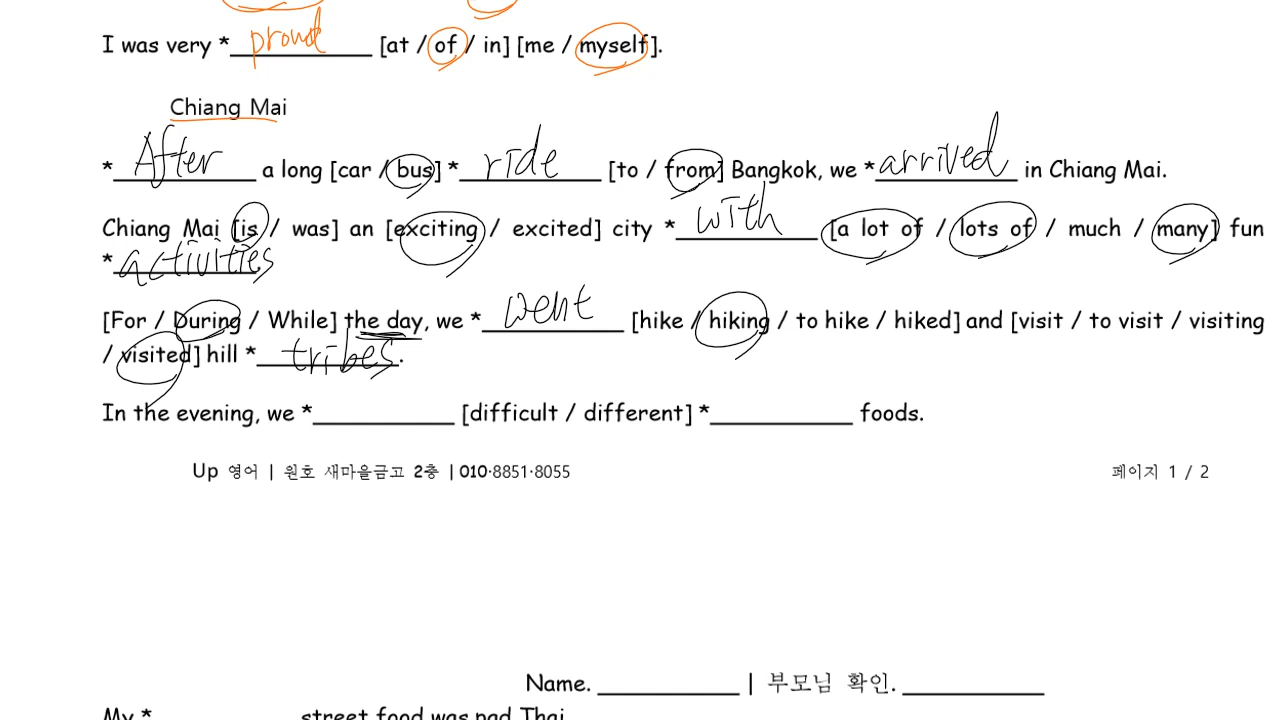 I was very * proud [at / of / in] [me / myself].
Chiang Mai
* After a long [car / bus] * ride [to / from] Bangkok, we * arrived in Chiang Mai.
Chiang Mai [is / was] an [exciting / excited] city * with [a lot of / lots of / much / many] fun
* activities
[For / During / While] the day, we * went [hike / hiking / to hike / hiked] and [visit / to visit / visiting
/ visited] hill * tribes.
In the evening, we *____________ [difficult / different] *____________ foods.
Up 영어 | 원호 새마을금고 2층 | 010·8851·8055
페이지 1 / 2
Name. ____________ | 부모님 확인. ____________
My *____________ street food was pad Thai.